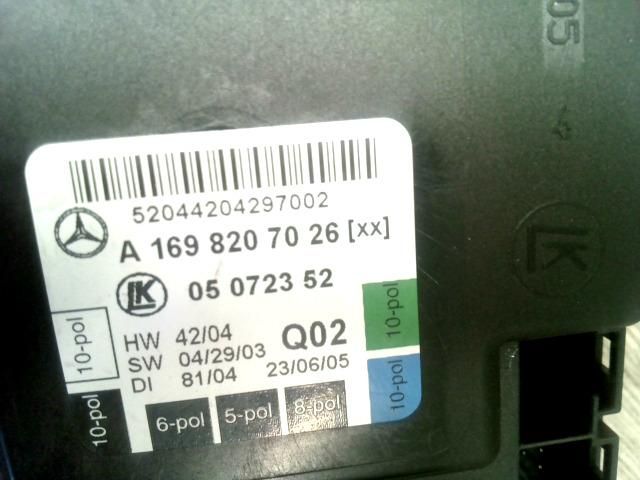 05
52044204297002
A 169 820 70 26 [xx]
LK 05 0723 52
HW 42/04 Q02
SW 04/29/03
DI 81/04 23/06/05
10-pol
10-pol
10-pol
10-pol
6-pol 5-pol 8-pol
LK